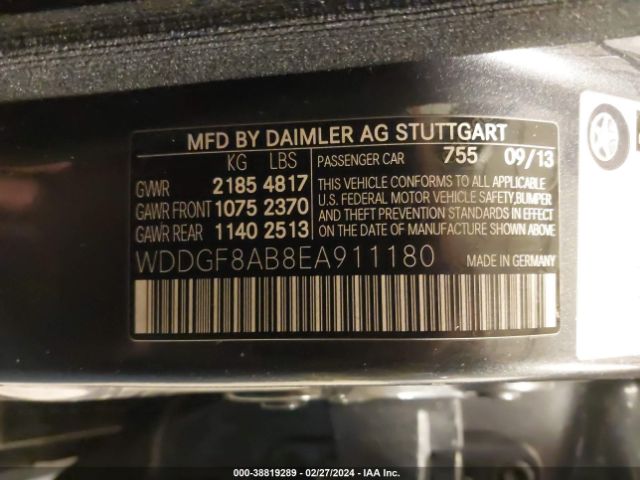 MFD BY DAIMLER AG STUTTGART
KG LBS
GVWR 2185 4817
GAWR FRONT 1075 2370
GAWR REAR 1140 2513
PASSENGER CAR 755 09/13
THIS VEHICLE CONFORMS TO ALL APPLICABLE
U.S. FEDERAL MOTOR VEHICLE SAFETY, BUMPER
AND THEFT PREVENTION STANDARDS IN EFFECT
ON THE DATE OF MANUFACTURE SHOWN ABOVE
WDDGF8AB8EA911180
MADE IN GERMANY
000-38819289 - 02/27/2024 - IAA Inc.